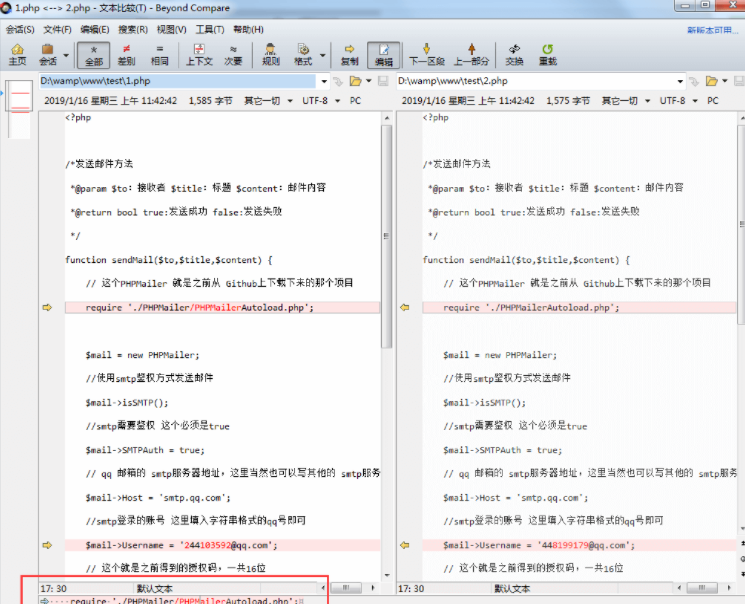 1.php <--> 2.php - 文本比较(T) - Beyond Compare
会话(S) 文件(F) 编辑(E) 搜索(R) 视图(V) 工具(T) 帮助(H)
新版本可用...
主页 会话 全部 差别 相同 上下文 次要 规则 格式 复制 编辑 下一区段 上一部分 交换 重载
D:\wamp\www\test\1.php
D:\wamp\www\test\2.php
2019/1/16 星期三 上午 11:42:42 1,585 字节 其它一切 UTF-8 PC
2019/1/16 星期三 上午 11:42:42 1,575 字节 其它一切 UTF-8 PC
<?php
/*发送邮件方法
*@param $to：接收者 $title：标题 $content：邮件内容
*@return bool true:发送成功 false:发送失败
*/
function sendMail($to,$title,$content) {
// 这个PHPMailer 就是之前从 Github上下载下来的那个项目
require './PHPMailer/PHPMailerAutoload.php';
$mail = new PHPMailer;
//使用smtp鉴权方式发送邮件
$mail->isSMTP();
//smtp需要鉴权 这个必须是true
$mail->SMTPAuth = true;
// qq 邮箱的 smtp服务器地址，这里当然也可以写其他的 smtp服务
$mail->Host = 'smtp.qq.com';
//smtp登录的账号 这里填入字符串格式的qq号即可
$mail->Username = '244103592@qq.com';
// 这个就是之前得到的授权码，一共16位
<?php
/*发送邮件方法
*@param $to：接收者 $title：标题 $content：邮件内容
*@return bool true:发送成功 false:发送失败
*/
function sendMail($to,$title,$content) {
// 这个PHPMailer 就是之前从 Github上下载下来的那个项目
require './PHPMailerAutoload.php';
$mail = new PHPMailer;
//使用smtp鉴权方式发送邮件
$mail->isSMTP();
//smtp需要鉴权 这个必须是true
$mail->SMTPAuth = true;
// qq 邮箱的 smtp服务器地址，这里当然也可以写其他的 smtp服务
$mail->Host = 'smtp.qq.com';
//smtp登录的账号 这里填入字符串格式的qq号即可
$mail->Username = '448199179@qq.com';
// 这个就是之前得到的授权码，一共16位
17: 30 默认文本
17: 30 默认文本
require './PHPMailer/PHPMailerAutoload.php';